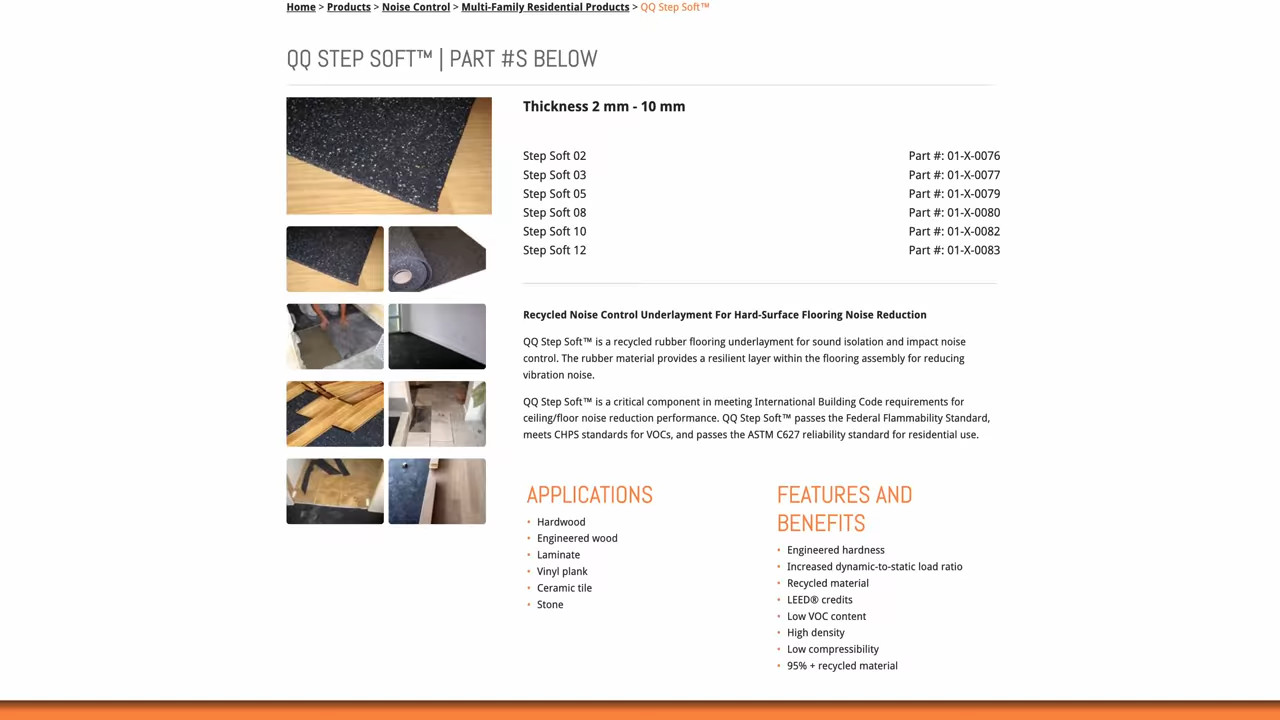 Home > Products > Noise Control > Multi-Family Residential Products > QQ Step Soft™
QQ STEP SOFT™ | PART #S BELOW
Thickness 2 mm - 10 mm
Step Soft 02 Part #: 01-X-0076
Step Soft 03 Part #: 01-X-0077
Step Soft 05 Part #: 01-X-0079
Step Soft 08 Part #: 01-X-0080
Step Soft 10 Part #: 01-X-0082
Step Soft 12 Part #: 01-X-0083
Recycled Noise Control Underlayment For Hard-Surface Flooring Noise Reduction
QQ Step Soft™ is a recycled rubber flooring underlayment for sound isolation and impact noise
control. The rubber material provides a resilient layer within the flooring assembly for reducing
vibration noise.
QQ Step Soft™ is a critical component in meeting International Building Code requirements for
ceiling/floor noise reduction performance. QQ Step Soft™ passes the Federal Flammability Standard,
meets CHPS standards for VOCs, and passes the ASTM C627 reliability standard for residential use.
APPLICATIONS
• Hardwood
• Engineered wood
• Laminate
• Vinyl plank
• Ceramic tile
• Stone
FEATURES AND
BENEFITS
• Engineered hardness
• Increased dynamic-to-static load ratio
• Recycled material
• LEED® credits
• Low VOC content
• High density
• Low compressibility
• 95% + recycled material